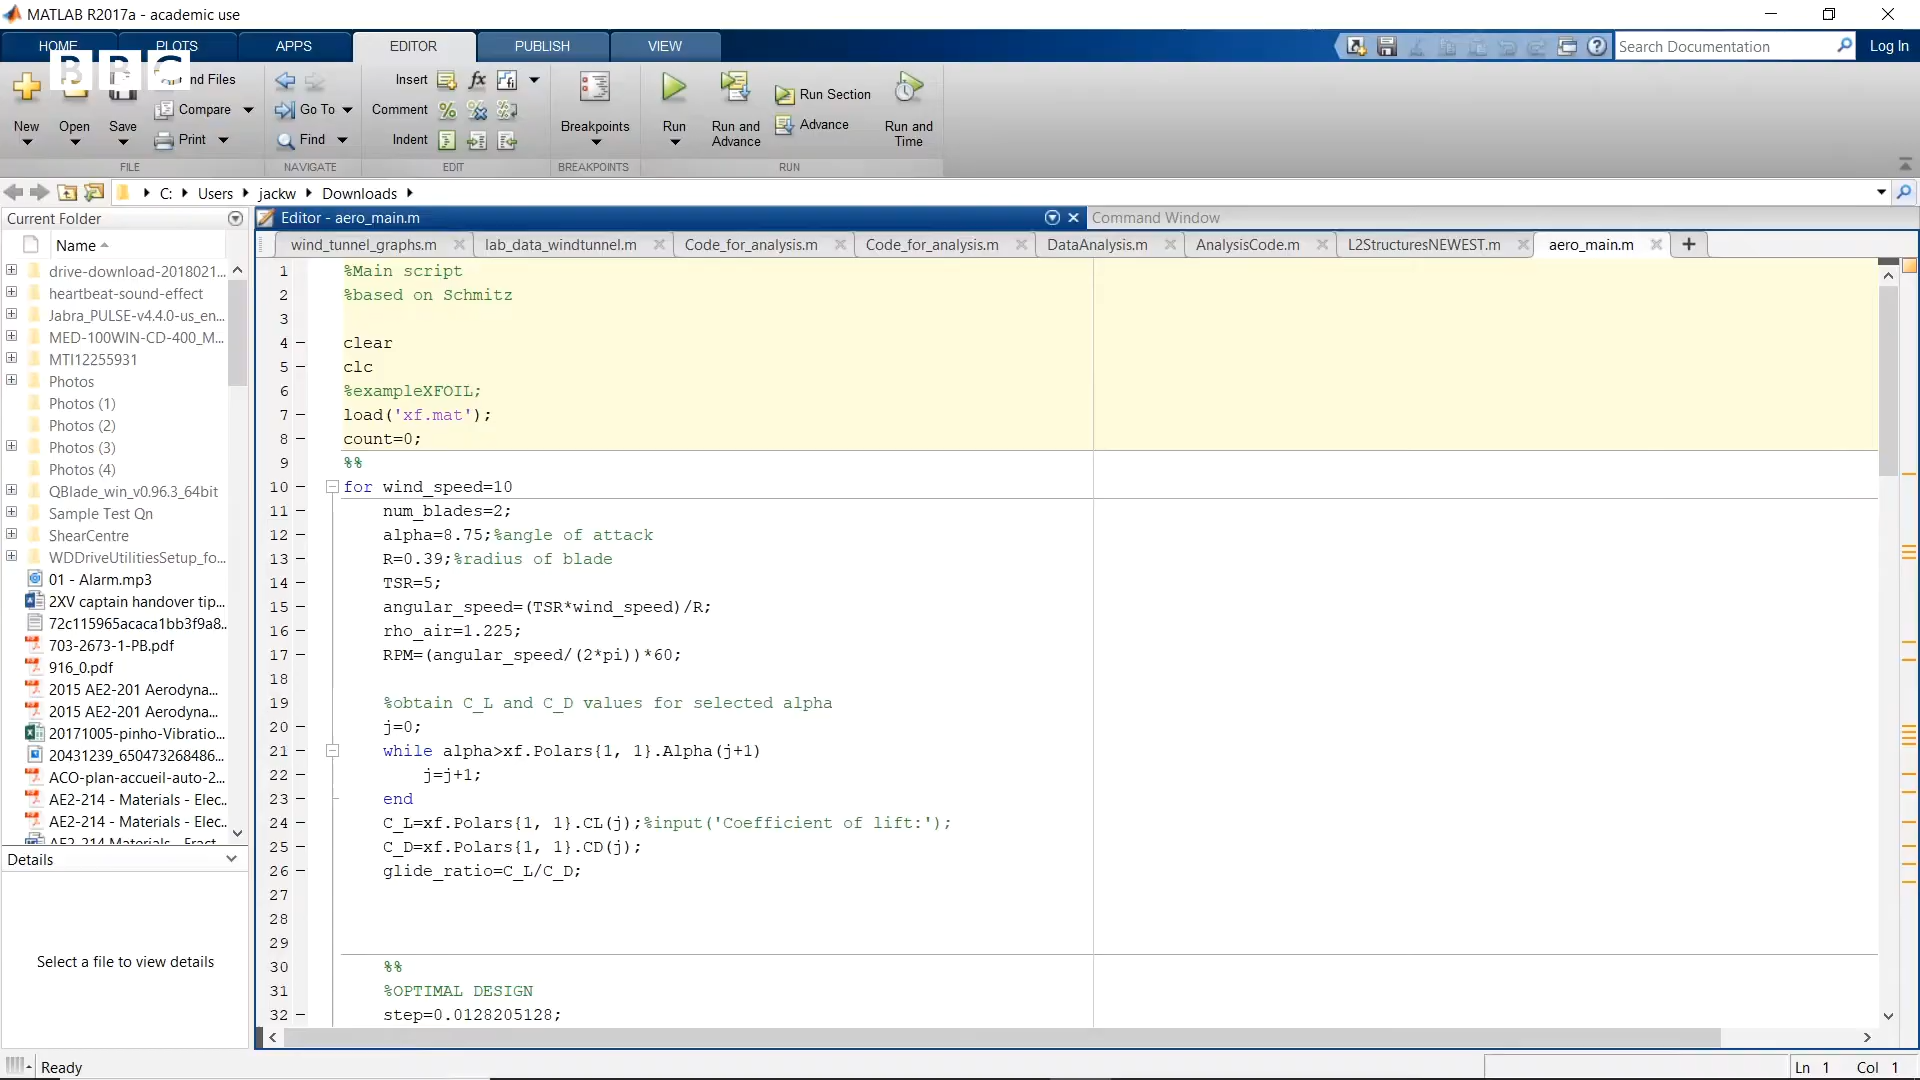 MATLAB R2017a - academic use
HOME PLOTS APPS EDITOR PUBLISH VIEW
Search Documentation
Log In
BBC
New
Open
Save
nd Files
Compare
Print
FILE
Go To
Find
NAVIGATE
Insert
Comment
Indent
EDIT
Breakpoints
BREAKPOINTS
Run
Run and Advance
Run Section
Advance
Run and Time
RUN
C: Users jackw Downloads
Current Folder
Name
drive-download-2018021...
heartbeat-sound-effect
Jabra_PULSE-v4.4.0-us_en...
MED-100WIN-CD-400_M...
MTI12255931
Photos
Photos (1)
Photos (2)
Photos (3)
Photos (4)
QBlade_win_v0.96.3_64bit
Sample Test Qn
ShearCentre
WDDriveUtilitiesSetup_fo...
01 - Alarm.mp3
2XV captain handover tip...
72c115965acaca1bb3f9a8..
703-2673-1-PB.pdf
916_0.pdf
2015 AE2-201 Aerodyna...
2015 AE2-201 Aerodyna...
20171005-pinho-Vibratio...
20431239_650473268486...
ACO-plan-accueil-auto-2...
AE2-214 - Materials - Elec..
AE2-214 - Materials - Elec..
AE2-214 Materials - Fract
Details
Select a file to view details
Editor - aero_main.m
Command Window
wind_tunnel_graphs.m lab_data_windtunnel.m Code_for_analysis.m Code_for_analysis.m DataAnalysis.m AnalysisCode.m L2StructuresNEWEST.m aero_main.m
1 %Main script
2 %based on Schmitz
3
4 clear
5 clc
6 %exampleXFOIL;
7 load('xf.mat');
8 count=0;
9 %%
10 for wind_speed=10
11 num_blades=2;
12 alpha=8.75;%angle of attack
13 R=0.39;%radius of blade
14 TSR=5;
15 angular_speed=(TSR*wind_speed)/R;
16 rho_air=1.225;
17 RPM=(angular_speed/(2*pi))*60;
18
19 %obtain C_L and C_D values for selected alpha
20 j=0;
21 while alpha>xf.Polars{1, 1}.Alpha(j+1)
22 j=j+1;
23 end
24 C_L=xf.Polars{1, 1}.CL(j);%input('Coefficient of lift:');
25 C_D=xf.Polars{1, 1}.CD(j);
26 glide_ratio=C_L/C_D;
27
28
29
30 %%
31 %OPTIMAL DESIGN
32 step=0.0128205128;
Ready
Ln 1 Col 1